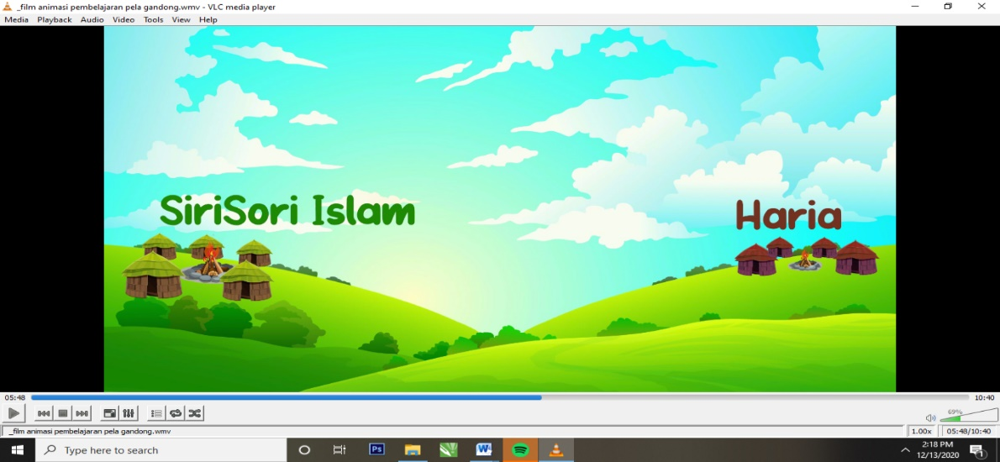 _film animasi pembelajaran pela gandong.wmv - VLC media player
Media Playback Audio Video Tools View Help
SiriSori Islam
Haria
05:48
10:40
69%
_film animasi pembelajaran pela gandong.wmv
1.00x
05:48/10:40
Type here to search
Ps
W
2:18 PM
12/13/2020
1